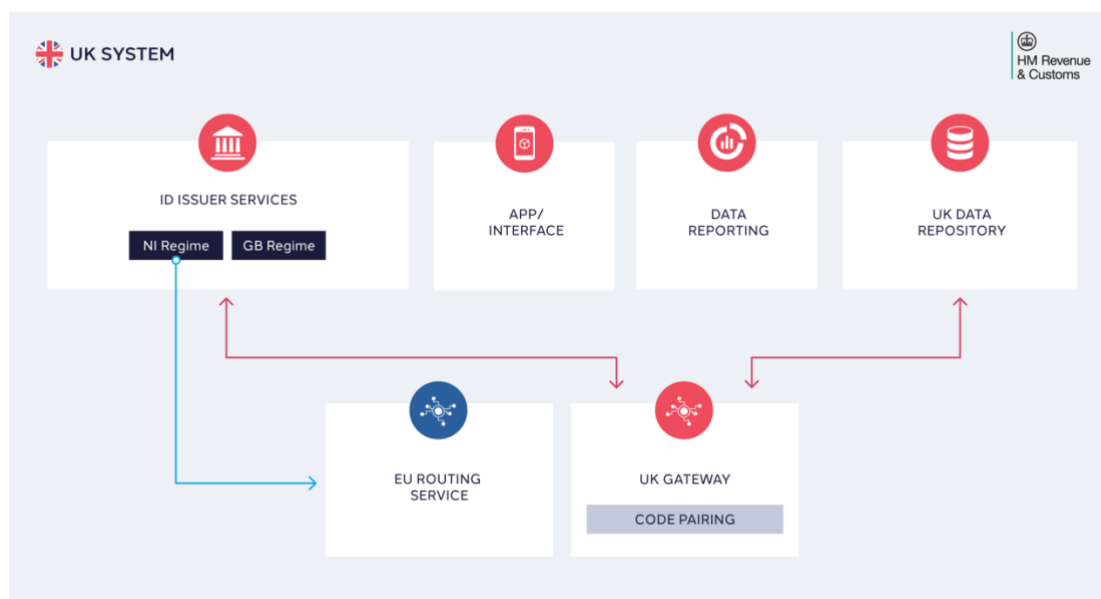 UK SYSTEM
HM Revenue
& Customs
ID ISSUER SERVICES
NI Regime
GB Regime
APP/
INTERFACE
DATA
REPORTING
UK DATA
REPOSITORY
EU ROUTING
SERVICE
UK GATEWAY
CODE PAIRING